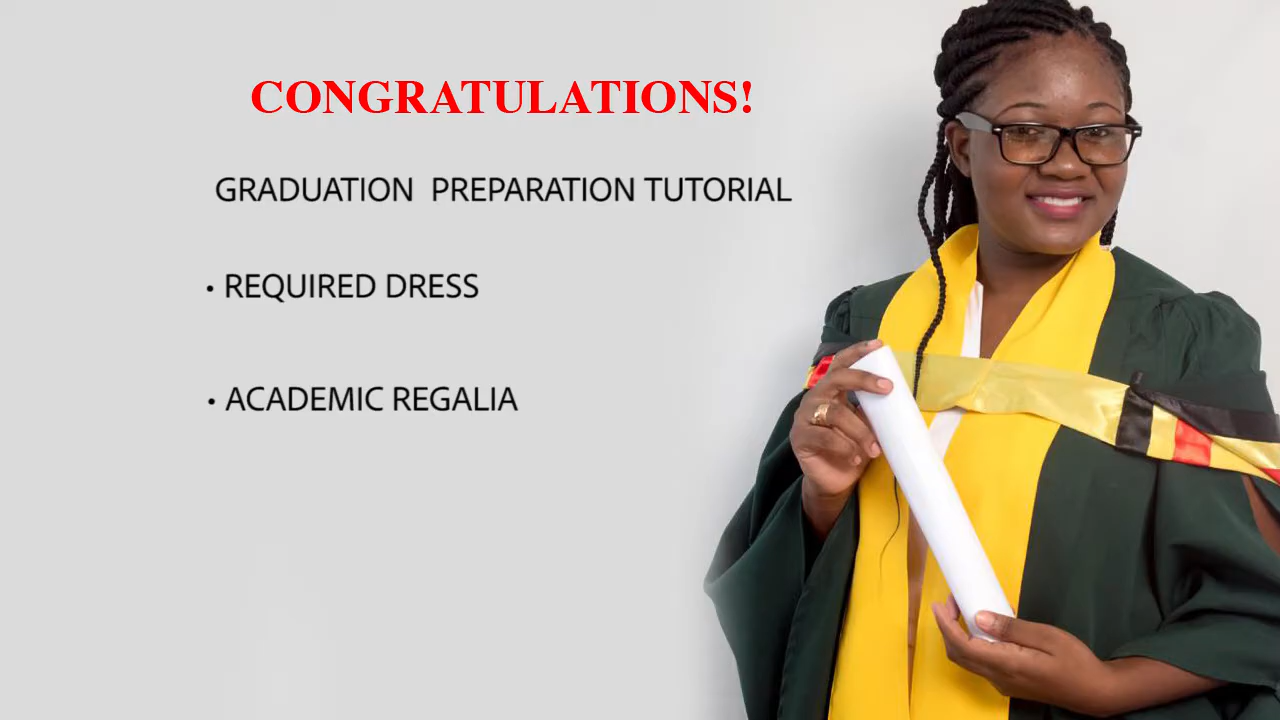 CONGRATULATIONS!
GRADUATION PREPARATION TUTORIAL
• REQUIRED DRESS
• ACADEMIC REGALIA